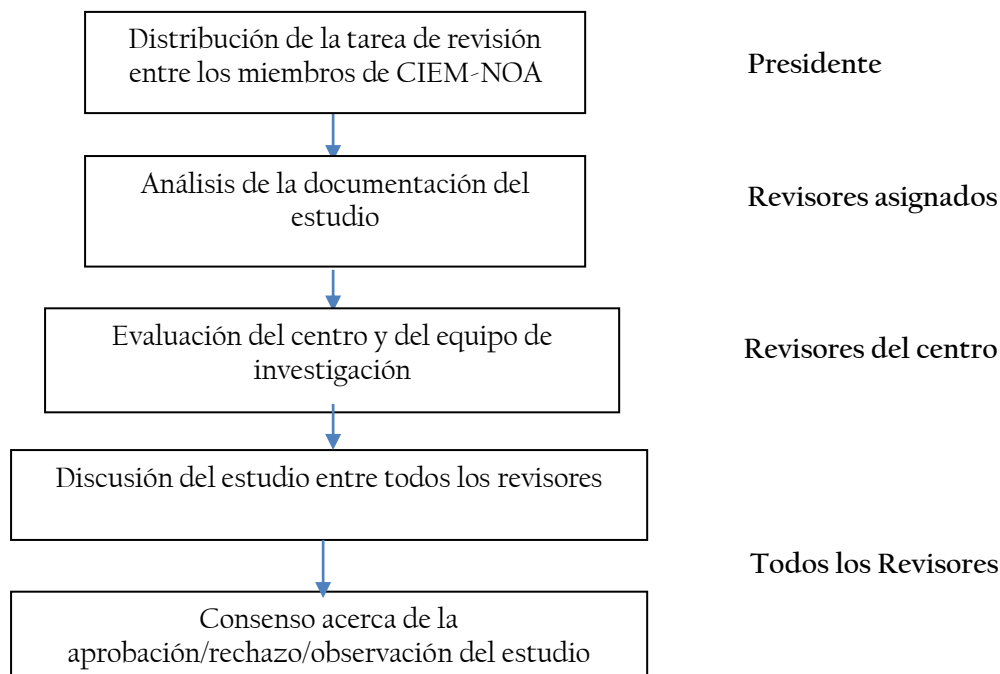 Distribución de la tarea de revisión
entre los miembros de CIEM-NOA
Presidente
Análisis de la documentación del
estudio
Revisores asignados
Evaluación del centro y del equipo de
investigación
Revisores del centro
Discusión del estudio entre todos los revisores
Todos los Revisores
Consenso acerca de la
aprobación/rechazo/observación del estudio